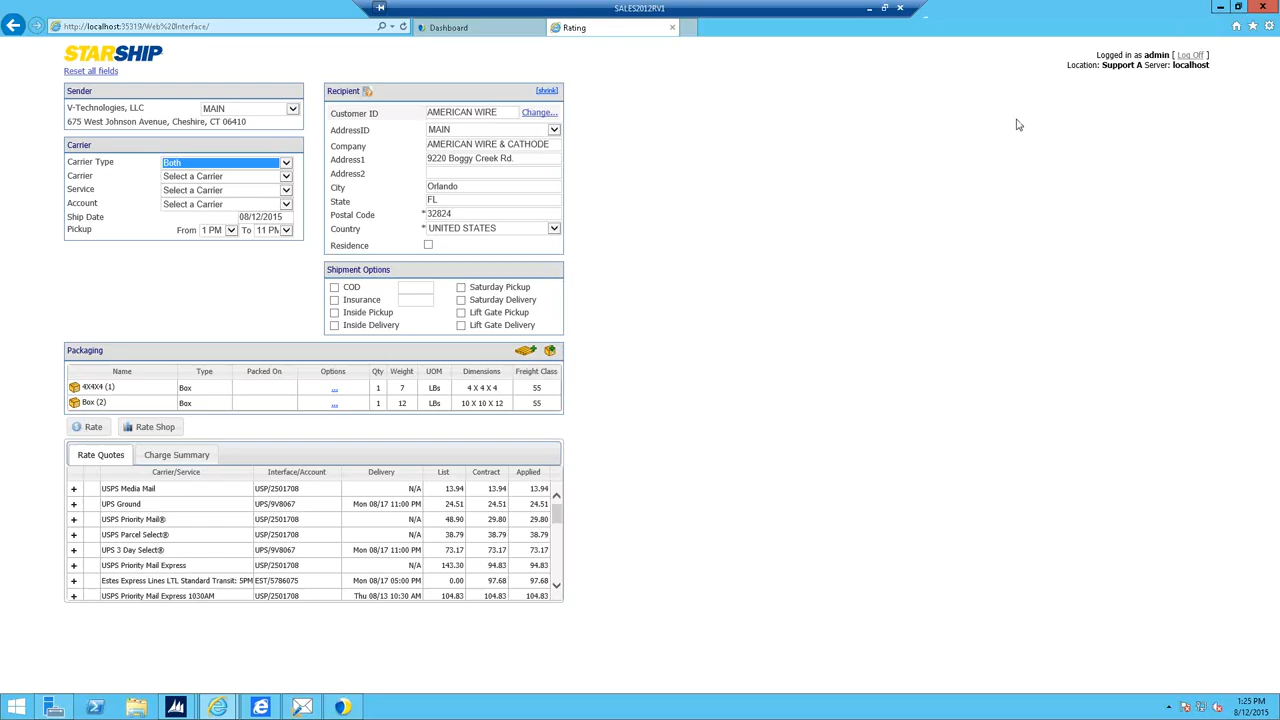 SALES2012RVI
http://localhost:35319/Web%20Interface/
Dashboard
Rating
STARSHIP
Reset all fields
Logged in as admin [ Log Off ]
Location: Support A Server: localhost
Sender
V-Technologies, LLC MAIN
675 West Johnson Avenue, Cheshire, CT 06410
Carrier
Carrier Type Both
Carrier Select a Carrier
Service Select a Carrier
Account Select a Carrier
Ship Date 08/12/2015
Pickup From 1 PM To 11 PM
Recipient [shrink]
Customer ID AMERICAN WIRE Change...
AddressID MAIN
Company AMERICAN WIRE & CATHODE
Address1 9220 Boggy Creek Rd.
Address2
City Orlando
State FL
Postal Code *32824
Country * UNITED STATES
Residence
Shipment Options
COD Saturday Pickup
Insurance Saturday Delivery
Inside Pickup Lift Gate Pickup
Inside Delivery Lift Gate Delivery
Packaging
Name Type Packed On Options Qty Weight UOM Dimensions Freight Class
4X4X4 (1) Box ... 1 7 LBs 4 X 4 X 4 55
Box (2) Box ... 1 12 LBs 10 X 10 X 12 55
Rate Rate Shop
Rate Quotes Charge Summary
Carrier/Service Interface/Account Delivery List Contract Applied
+ USPS Media Mail USP/2501708 N/A 13.94 13.94 13.94
+ UPS Ground UPS/9V8067 Mon 08/17 11:00 PM 24.51 24.51 24.51
+ USPS Priority Mail® USP/2501708 N/A 48.90 29.80 29.80
+ USPS Parcel Select® USP/2501708 N/A 38.79 38.79 38.79
+ UPS 3 Day Select® UPS/9V8067 Mon 08/17 11:00 PM 73.17 73.17 73.17
+ USPS Priority Mail Express USP/2501708 N/A 143.30 94.83 94.83
+ Estes Express Lines LTL Standard Transit: 5PM EST/5786075 Mon 08/17 05:00 PM 0.00 97.68 97.68
+ USPS Priority Mail Express 1030AM USP/2501708 Thu 08/13 10:30 AM 104.83 104.83 104.83
1:25 PM
8/12/2015